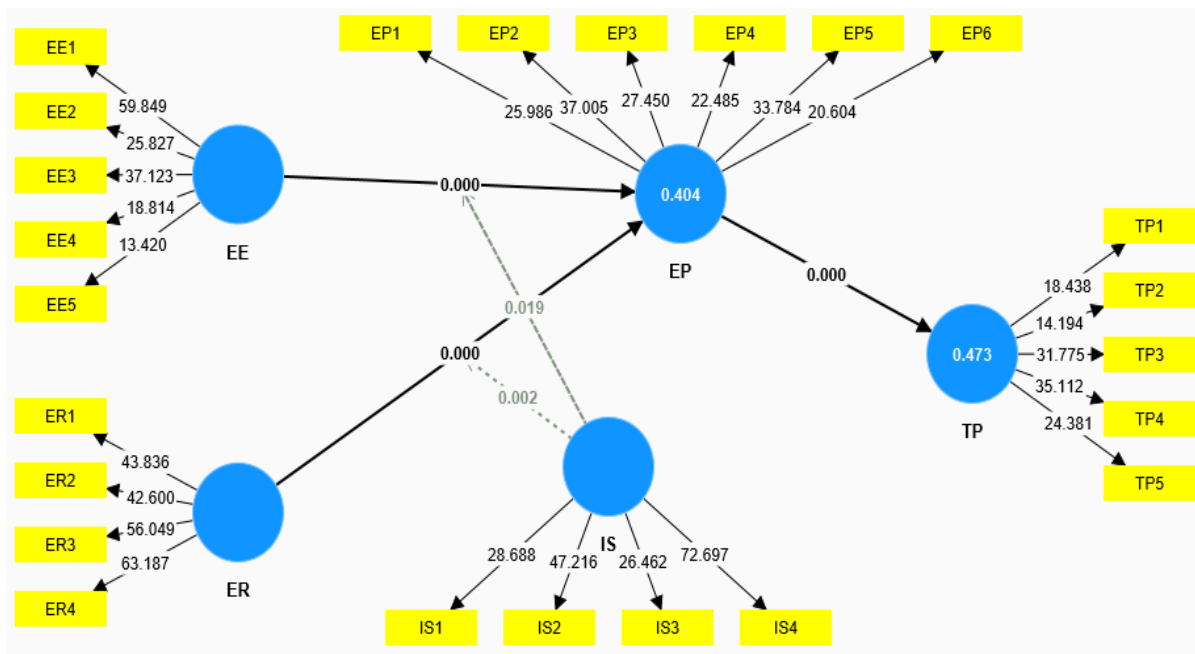 EP1 EP2 EP3 EP4 EP5 EP6
25.986 37.005 27.450 22.485 33.784 20.604
EE1
EE2
EE3
EE4
EE5
59.849
25.827
37.123
18.814
13.420
EE
0.000
0.404
EP
0.019
0.000
0.002
0.000
ER1
ER2
ER3
ER4
43.836
42.600
56.049
63.187
ER
IS
28.688 47.216 26.462 72.697
IS1 IS2 IS3 IS4
0.473
TP
18.438
14.194
31.775
35.112
24.381
TP1
TP2
TP3
TP4
TP5